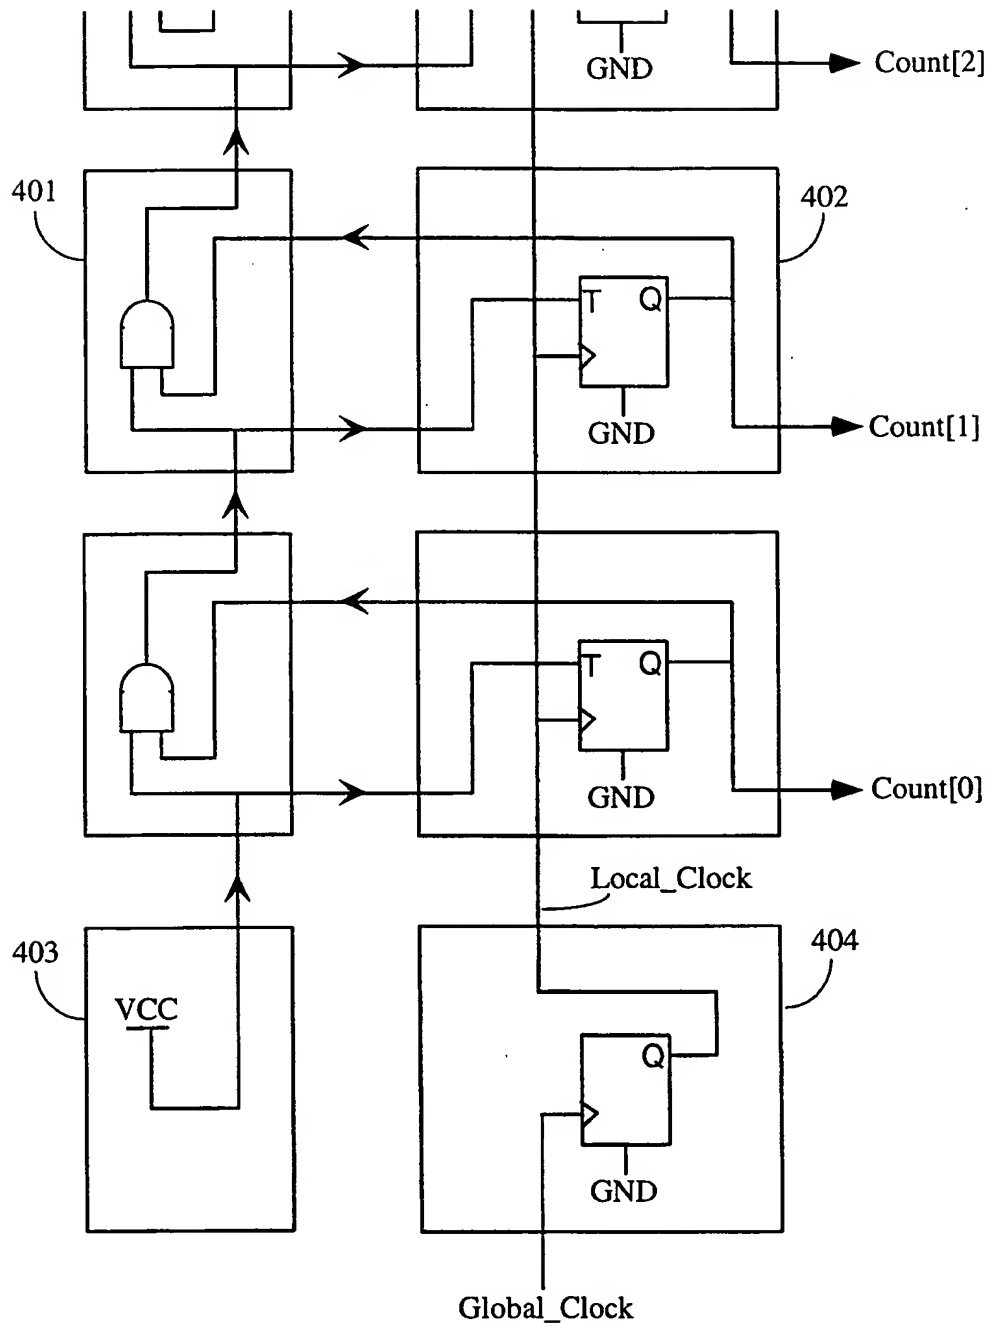 GND
Count[2]
401
402
T Q
GND
Count[1]
T Q
GND
Count[0]
Local_Clock
403
404
VCC
Q
GND
Global_Clock